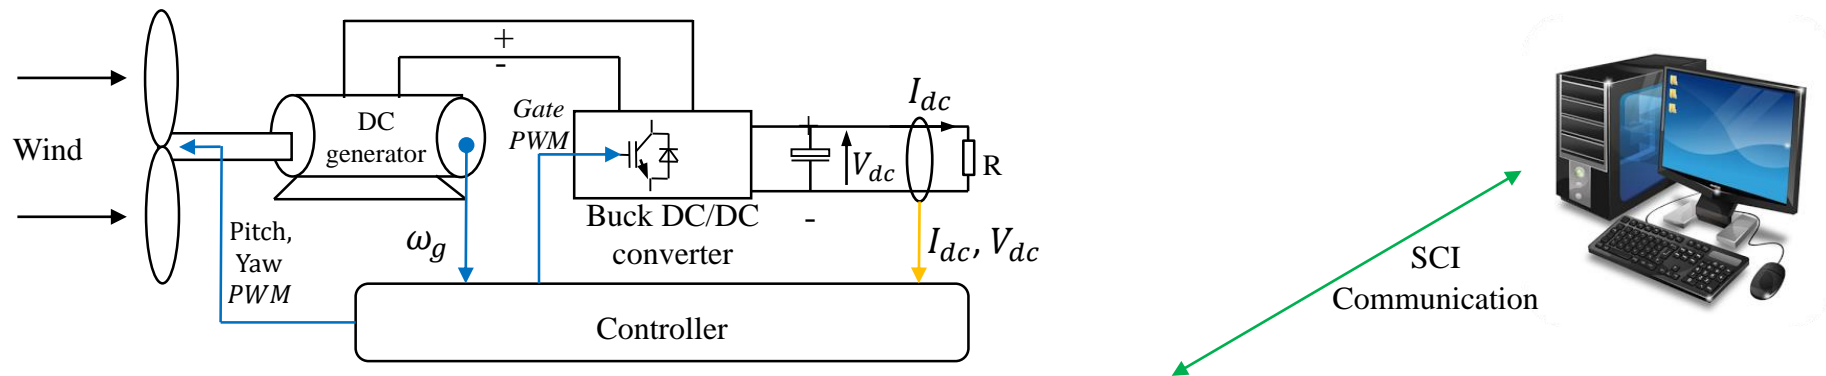 Wind
DC
generator
+
-
Gate
PWM
Pitch,
Yaw
PWM
ω_g
Buck DC/DC
converter
+
V_dc
-
I_dc
R
I_dc, V_dc
Controller
SCI
Communication